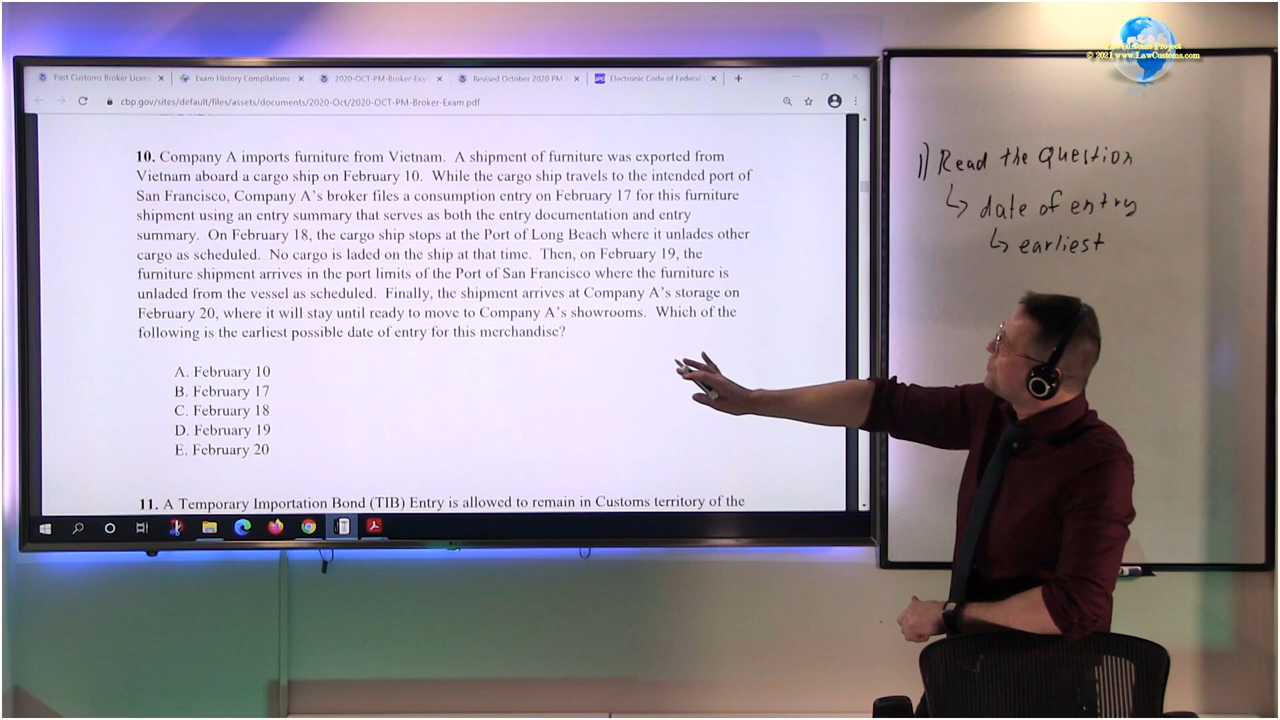 LawCustoms Project
© 2021 www.LawCustoms.com
Past Customs Broker Licens
Exam History Compilations
2020-OCT-PM-Broker-Exa
Revised October 2020 PM
Electronic Code of Federal
cbp.gov/sites/default/files/assets/documents/2020-Oct/2020-OCT-PM-Broker-Exam.pdf
10. Company A imports furniture from Vietnam. A shipment of furniture was exported from
Vietnam aboard a cargo ship on February 10. While the cargo ship travels to the intended port of
San Francisco, Company A's broker files a consumption entry on February 17 for this furniture
shipment using an entry summary that serves as both the entry documentation and entry
summary. On February 18, the cargo ship stops at the Port of Long Beach where it unlades other
cargo as scheduled. No cargo is laded on the ship at that time. Then, on February 19, the
furniture shipment arrives in the port limits of the Port of San Francisco where the furniture is
unladed from the vessel as scheduled. Finally, the shipment arrives at Company A's storage on
February 20, where it will stay until ready to move to Company A's showrooms. Which of the
following is the earliest possible date of entry for this merchandise?
A. February 10
B. February 17
C. February 18
D. February 19
E. February 20
11. A Temporary Importation Bond (TIB) Entry is allowed to remain in Customs territory of the
1) Read the Question
↳ date of entry
↳ earliest